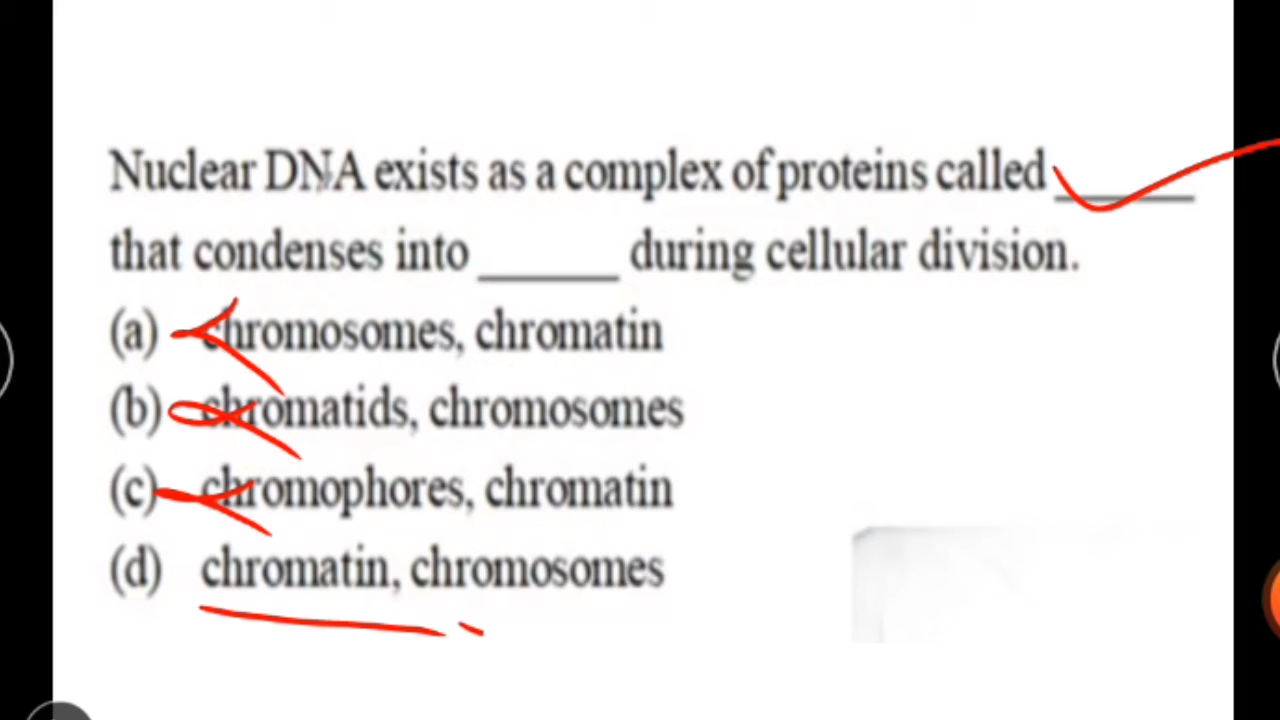 Nuclear DNA exists as a complex of proteins called ______
that condenses into ______ during cellular division.
(a) chromosomes, chromatin
(b) chromatids, chromosomes
(c) chromophores, chromatin
(d) chromatin, chromosomes